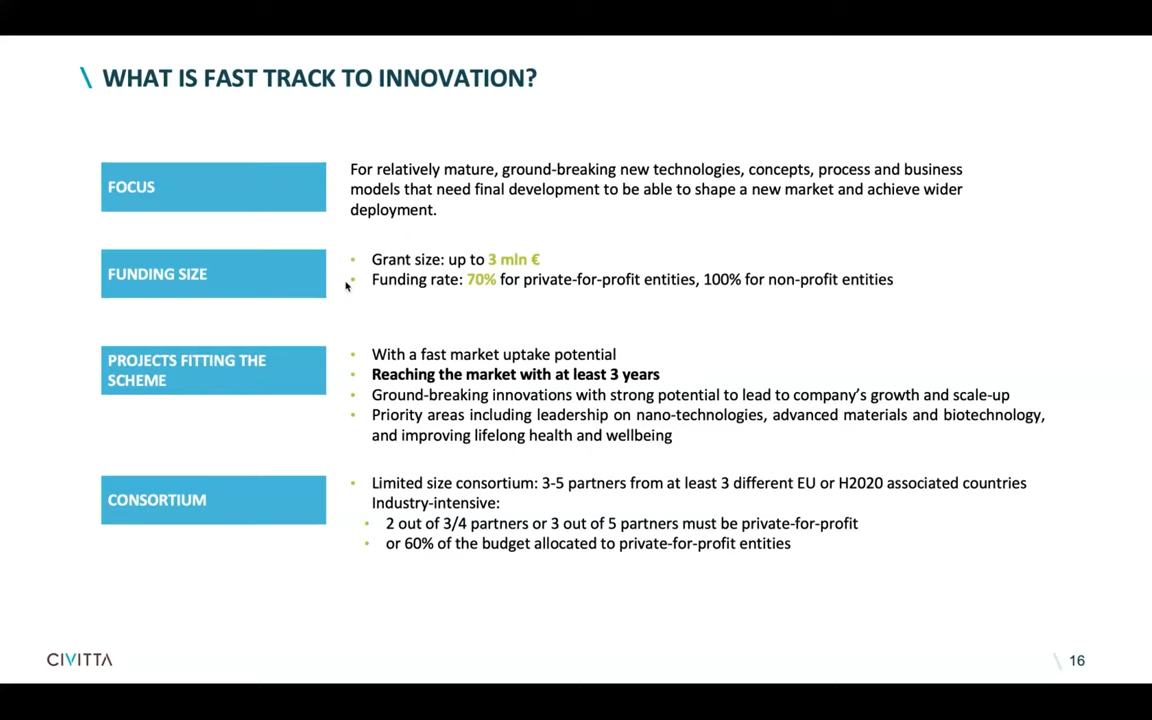 \ WHAT IS FAST TRACK TO INNOVATION?
FOCUS
For relatively mature, ground-breaking new technologies, concepts, process and business
models that need final development to be able to shape a new market and achieve wider
deployment.
FUNDING SIZE
• Grant size: up to 3 mln €
• Funding rate: 70% for private-for-profit entities, 100% for non-profit entities
PROJECTS FITTING THE
SCHEME
• With a fast market uptake potential
• Reaching the market with at least 3 years
• Ground-breaking innovations with strong potential to lead to company’s growth and scale-up
• Priority areas including leadership on nano-technologies, advanced materials and biotechnology,
and improving lifelong health and wellbeing
CONSORTIUM
• Limited size consortium: 3-5 partners from at least 3 different EU or H2020 associated countries
Industry-intensive:
• 2 out of 3/4 partners or 3 out of 5 partners must be private-for-profit
• or 60% of the budget allocated to private-for-profit entities
CIVITTA
\ 16